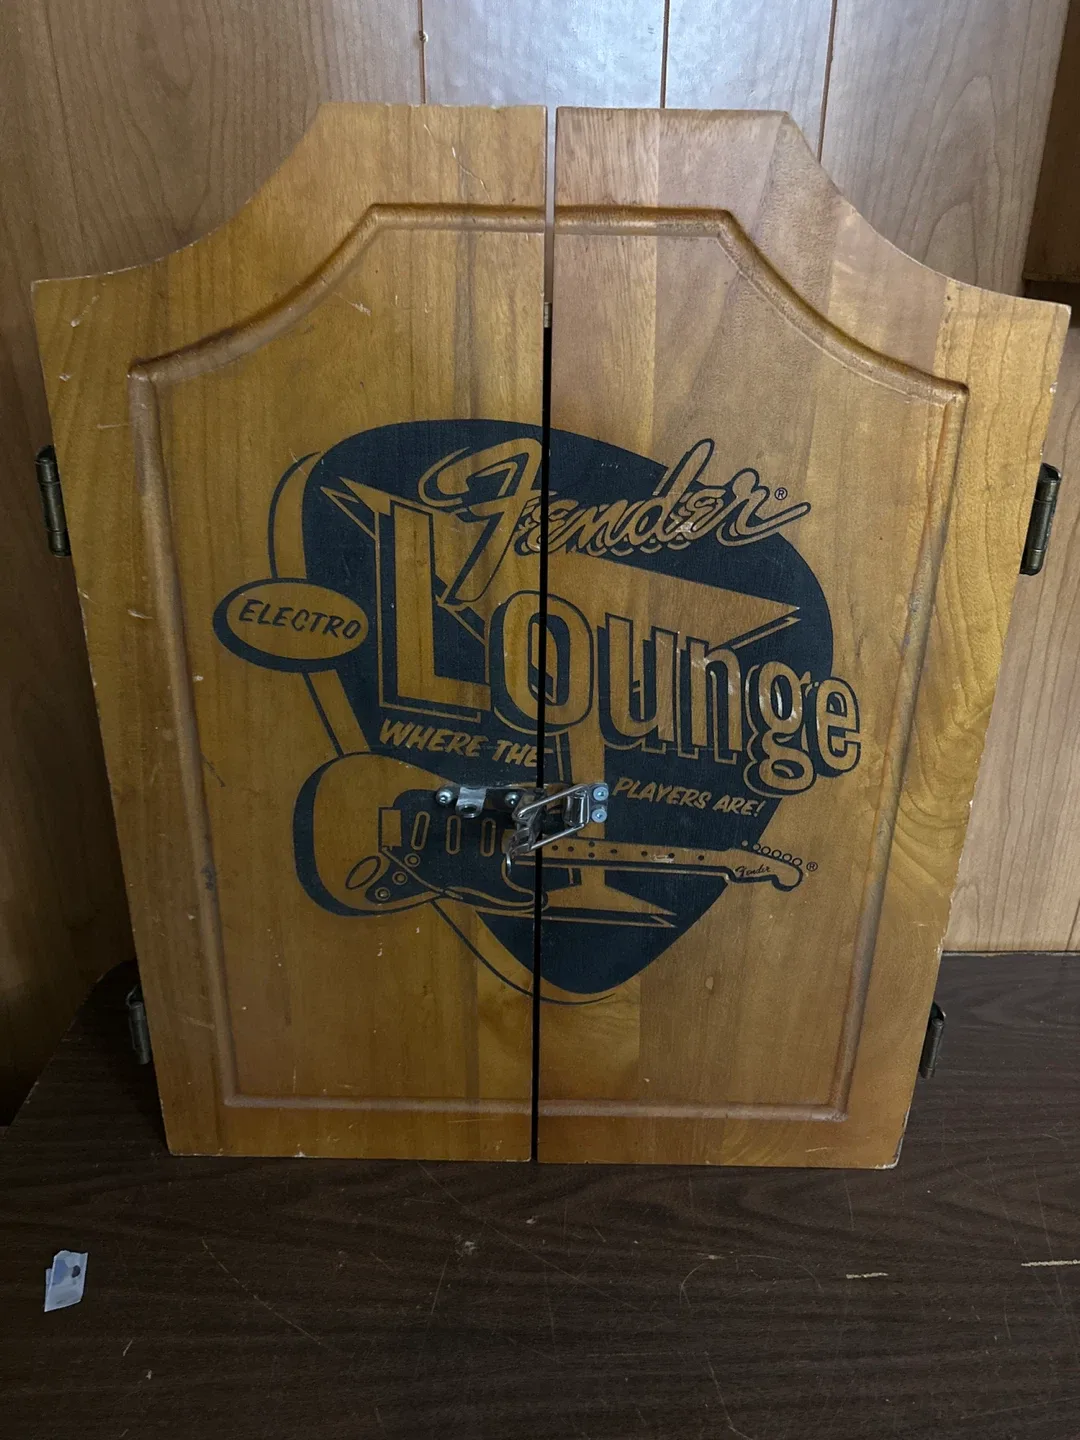 Fender®
ELECTRO
Lounge
WHERE THE PLAYERS ARE!
Fender ®